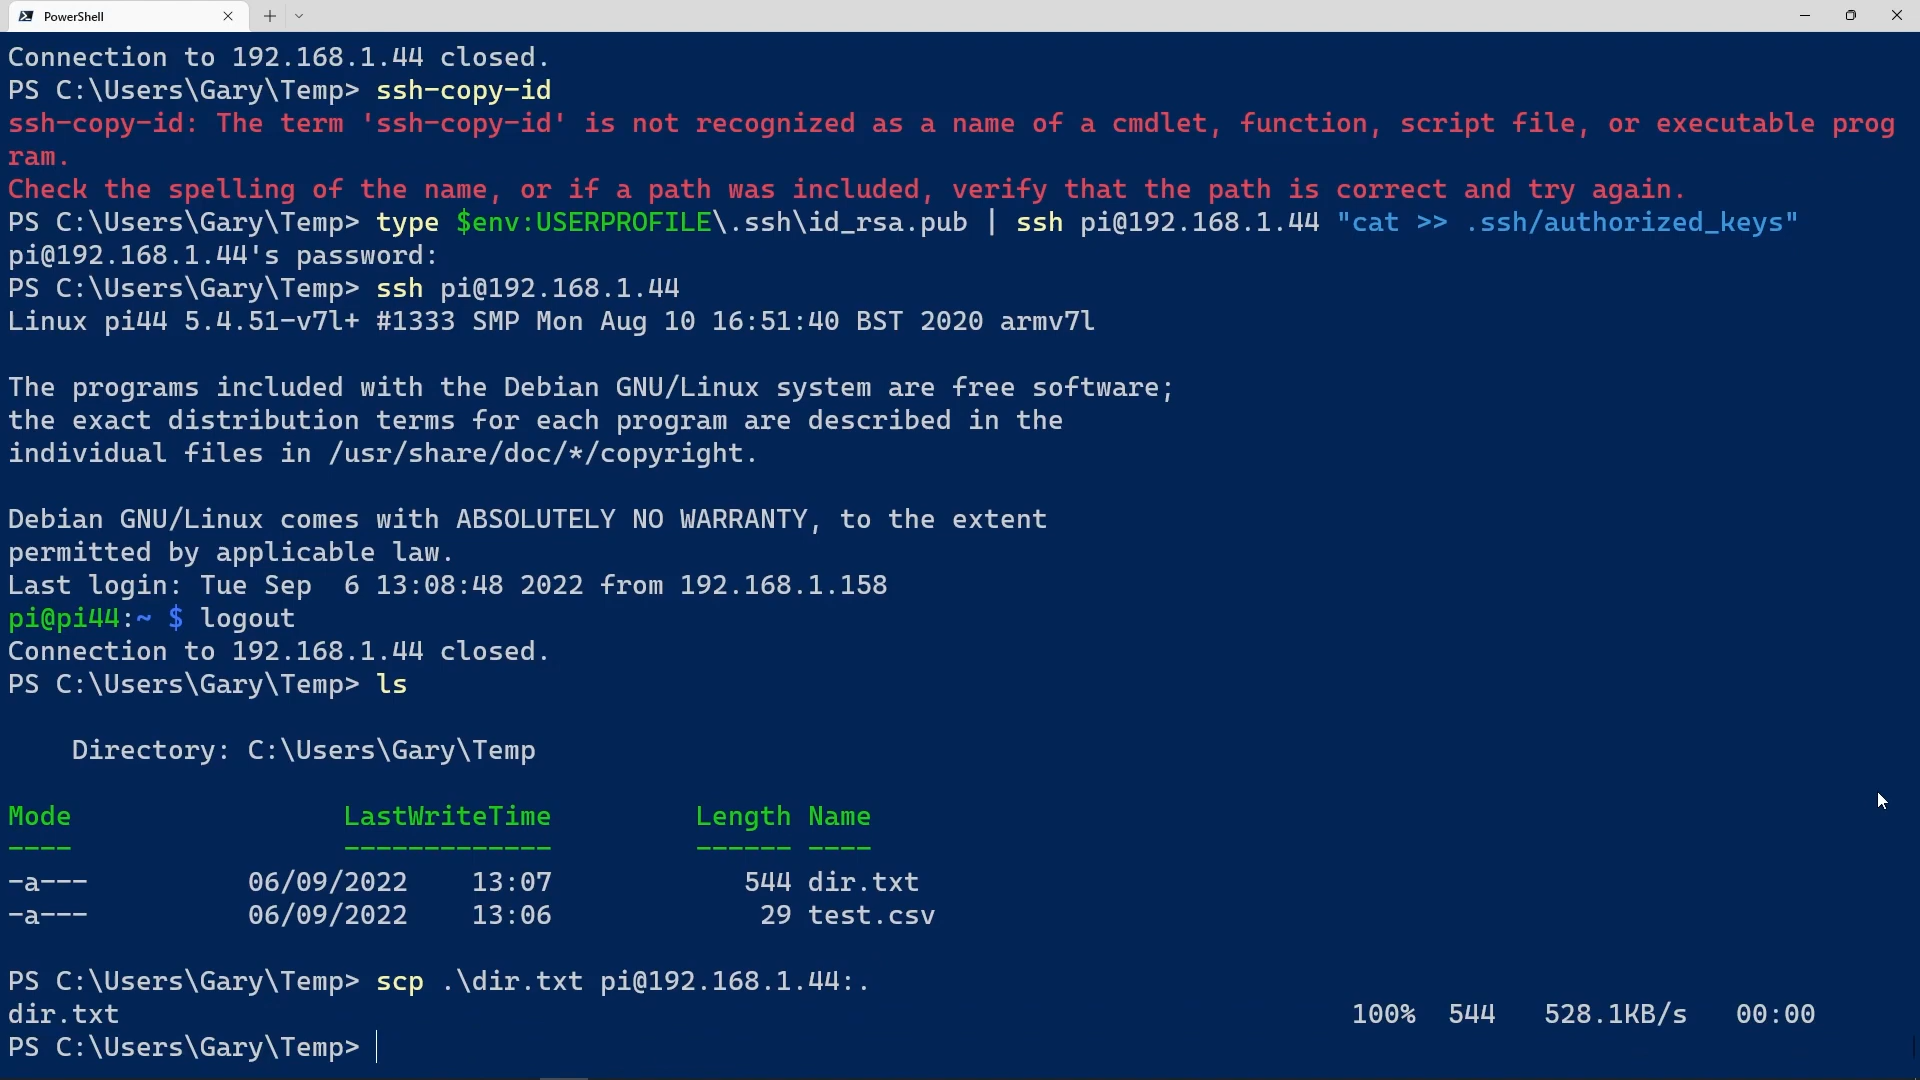 PowerShell
Connection to 192.168.1.44 closed.
PS C:\Users\Gary\Temp> ssh-copy-id
ssh-copy-id: The term 'ssh-copy-id' is not recognized as a name of a cmdlet, function, script file, or executable prog
ram.
Check the spelling of the name, or if a path was included, verify that the path is correct and try again.
PS C:\Users\Gary\Temp> type $env:USERPROFILE\.ssh\id_rsa.pub | ssh pi@192.168.1.44 "cat >> .ssh/authorized_keys"
pi@192.168.1.44's password:
PS C:\Users\Gary\Temp> ssh pi@192.168.1.44
Linux pi44 5.4.51-v7l+ #1333 SMP Mon Aug 10 16:51:40 BST 2020 armv7l

The programs included with the Debian GNU/Linux system are free software;
the exact distribution terms for each program are described in the
individual files in /usr/share/doc/*/copyright.

Debian GNU/Linux comes with ABSOLUTELY NO WARRANTY, to the extent
permitted by applicable law.
Last login: Tue Sep  6 13:08:48 2022 from 192.168.1.158
pi@pi44:~ $ logout
Connection to 192.168.1.44 closed.
PS C:\Users\Gary\Temp> ls

    Directory: C:\Users\Gary\Temp

Mode                 LastWriteTime         Length Name
----                 -------------         ------ ----
-a---          06/09/2022    13:07            544 dir.txt
-a---          06/09/2022    13:06             29 test.csv

PS C:\Users\Gary\Temp> scp .\dir.txt pi@192.168.1.44:.
dir.txt                                                                             100%  544   528.1KB/s   00:00
PS C:\Users\Gary\Temp>